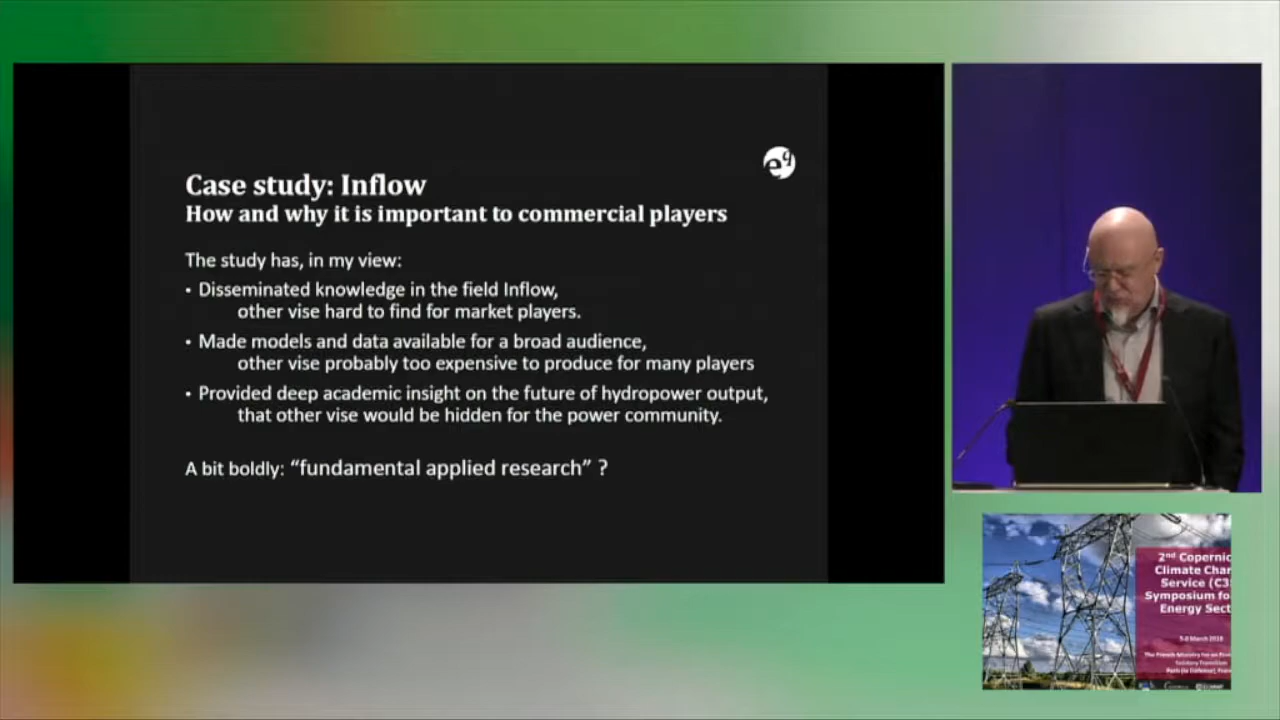 e9
Case study: Inflow
How and why it is important to commercial players
The study has, in my view:
• Disseminated knowledge in the field Inflow,
other vise hard to find for market players.
• Made models and data available for a broad audience,
other vise probably too expensive to produce for many players
• Provided deep academic insight on the future of hydropower output,
that other vise would be hidden for the power community.
A bit boldly: “fundamental applied research” ?
2nd Copernic
Climate Char
Service (C3
Symposium fo
Energy Sect